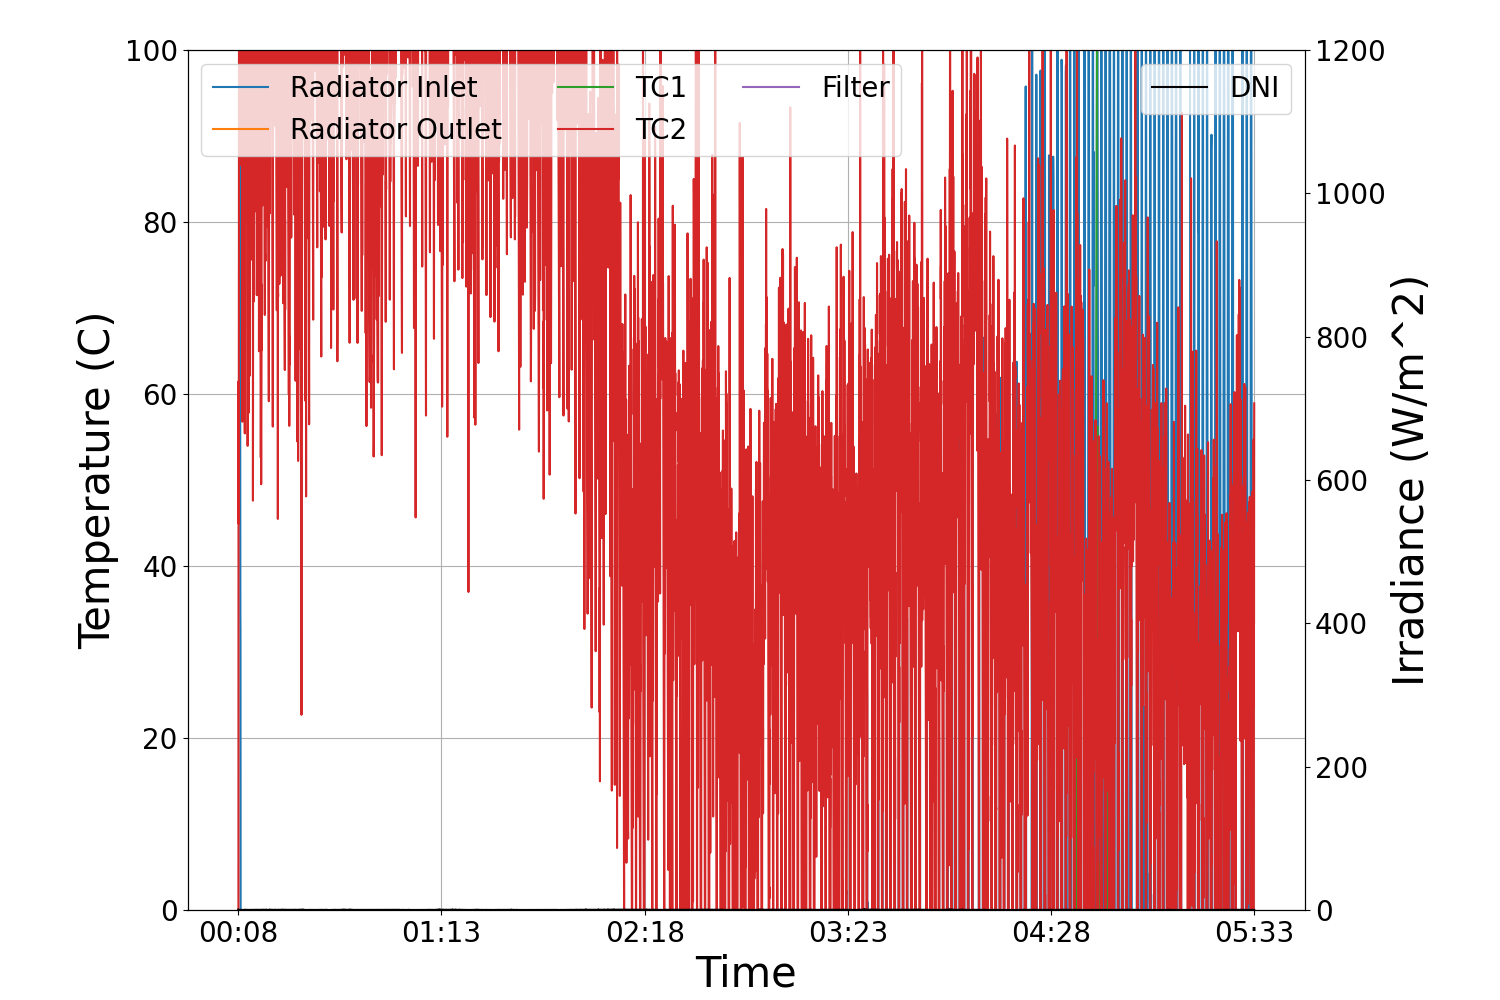 100
80
60
40
20
0
Temperature (C)
Radiator Inlet
Radiator Outlet
TC1
TC2
Filter
DNI
1200
1000
800
600
400
200
0
Irradiance (W/m^2)
00:08
01:13
02:18
03:23
04:28
05:33
Time